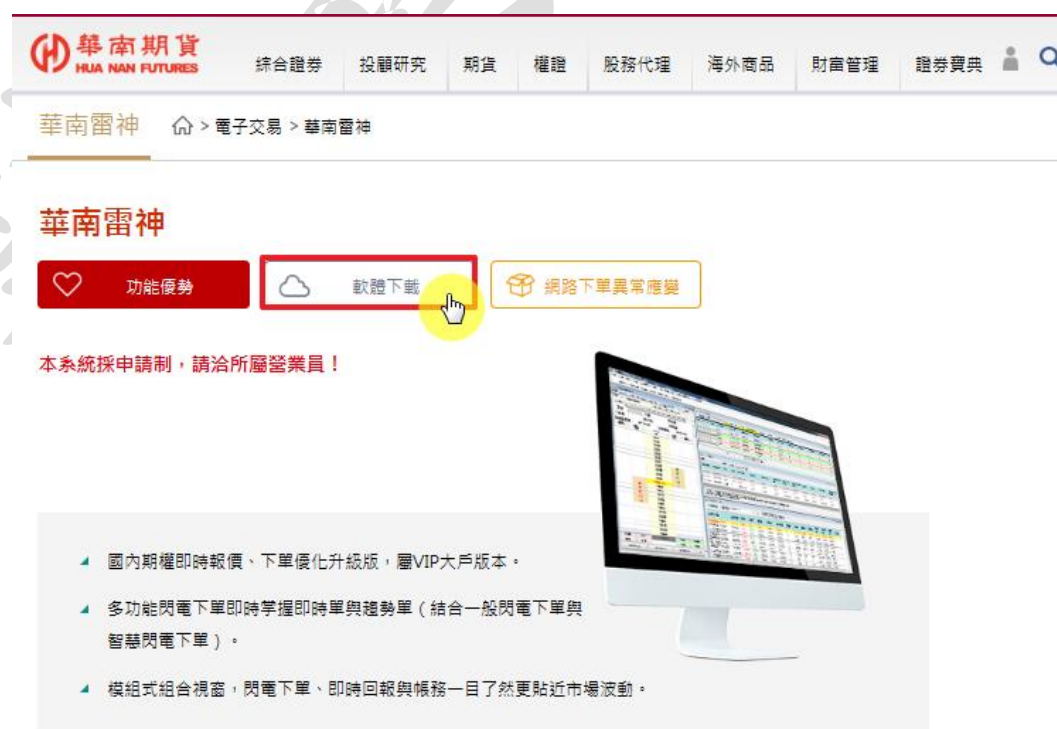 華南期貨
HUA NAN FUTURES
綜合證券 投顧研究 期貨 權證 股務代理 海外商品 財富管理 證券寶典
華南雷神 > 電子交易 > 華南雷神
華南雷神
功能優勢 軟體下載 網路下單異常應變
本系統採申請制，請洽所屬營業員！
國內期權即時報價、下單優化升級版，屬VIP大戶版本。
多功能閃電下單即時掌握即時單與趨勢單（結合一般閃電下單與
智慧閃電下單）。
模組式組合視窗，閃電下單、即時回報與帳務一目了然更貼近市場波動。